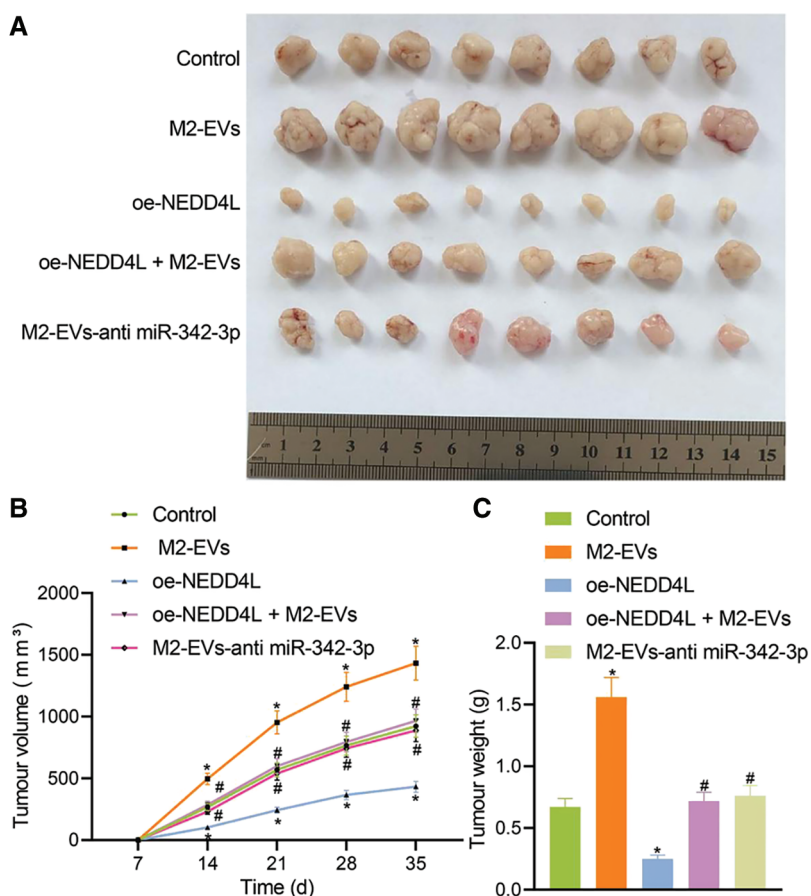 A
Control
M2-EVs
oe-NEDD4L
oe-NEDD4L + M2-EVs
M2-EVs-anti miR-342-3p
cm 1 2 3 4 5 6 7 8 9 10 11 12 13 14 15
mm
B
Control
M2-EVs
oe-NEDD4L
oe-NEDD4L + M2-EVs
M2-EVs-anti miR-342-3p
Tumour volume ( m m³)
2000
1500
1000
500
0
* * * * *
# # # #
# # # #
* * * *
7 14 21 28 35
Time (d)
C
Control
M2-EVs
oe-NEDD4L
oe-NEDD4L + M2-EVs
M2-EVs-anti miR-342-3p
Tumour weight (g)
2.0
1.5
1.0
0.5
0.0
* * # #